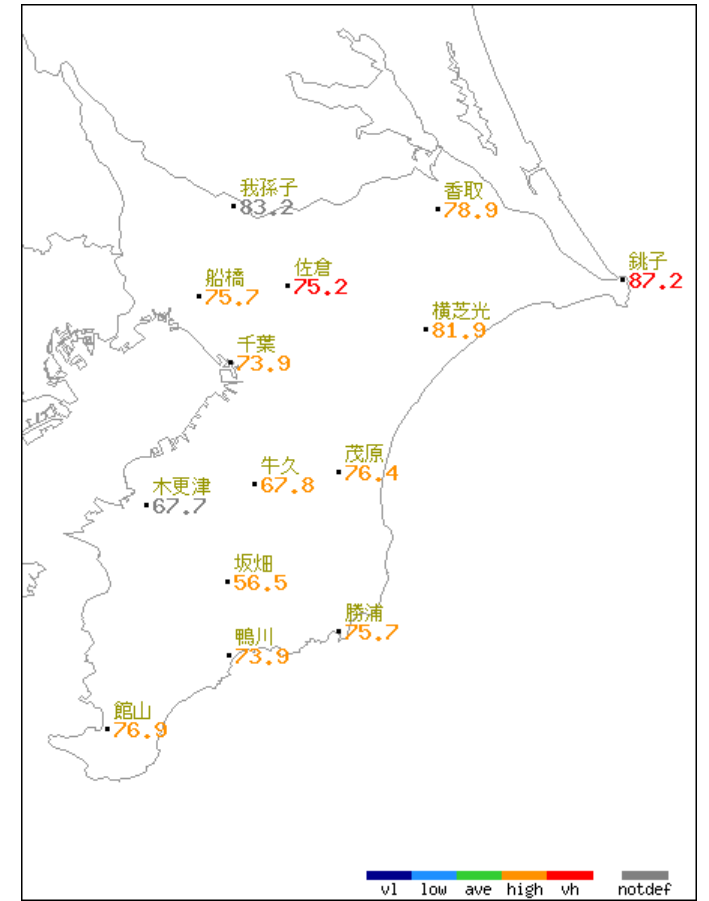 我孫子
83.2
香取
78.9
銚子
87.2
船橋
75.7
佐倉
75.2
横芝光
81.9
千葉
73.9
茂原
76.4
牛久
67.8
木更津
67.7
坂畑
56.5
勝浦
75.7
鴨川
73.9
館山
76.9
vl low ave high vh notdef